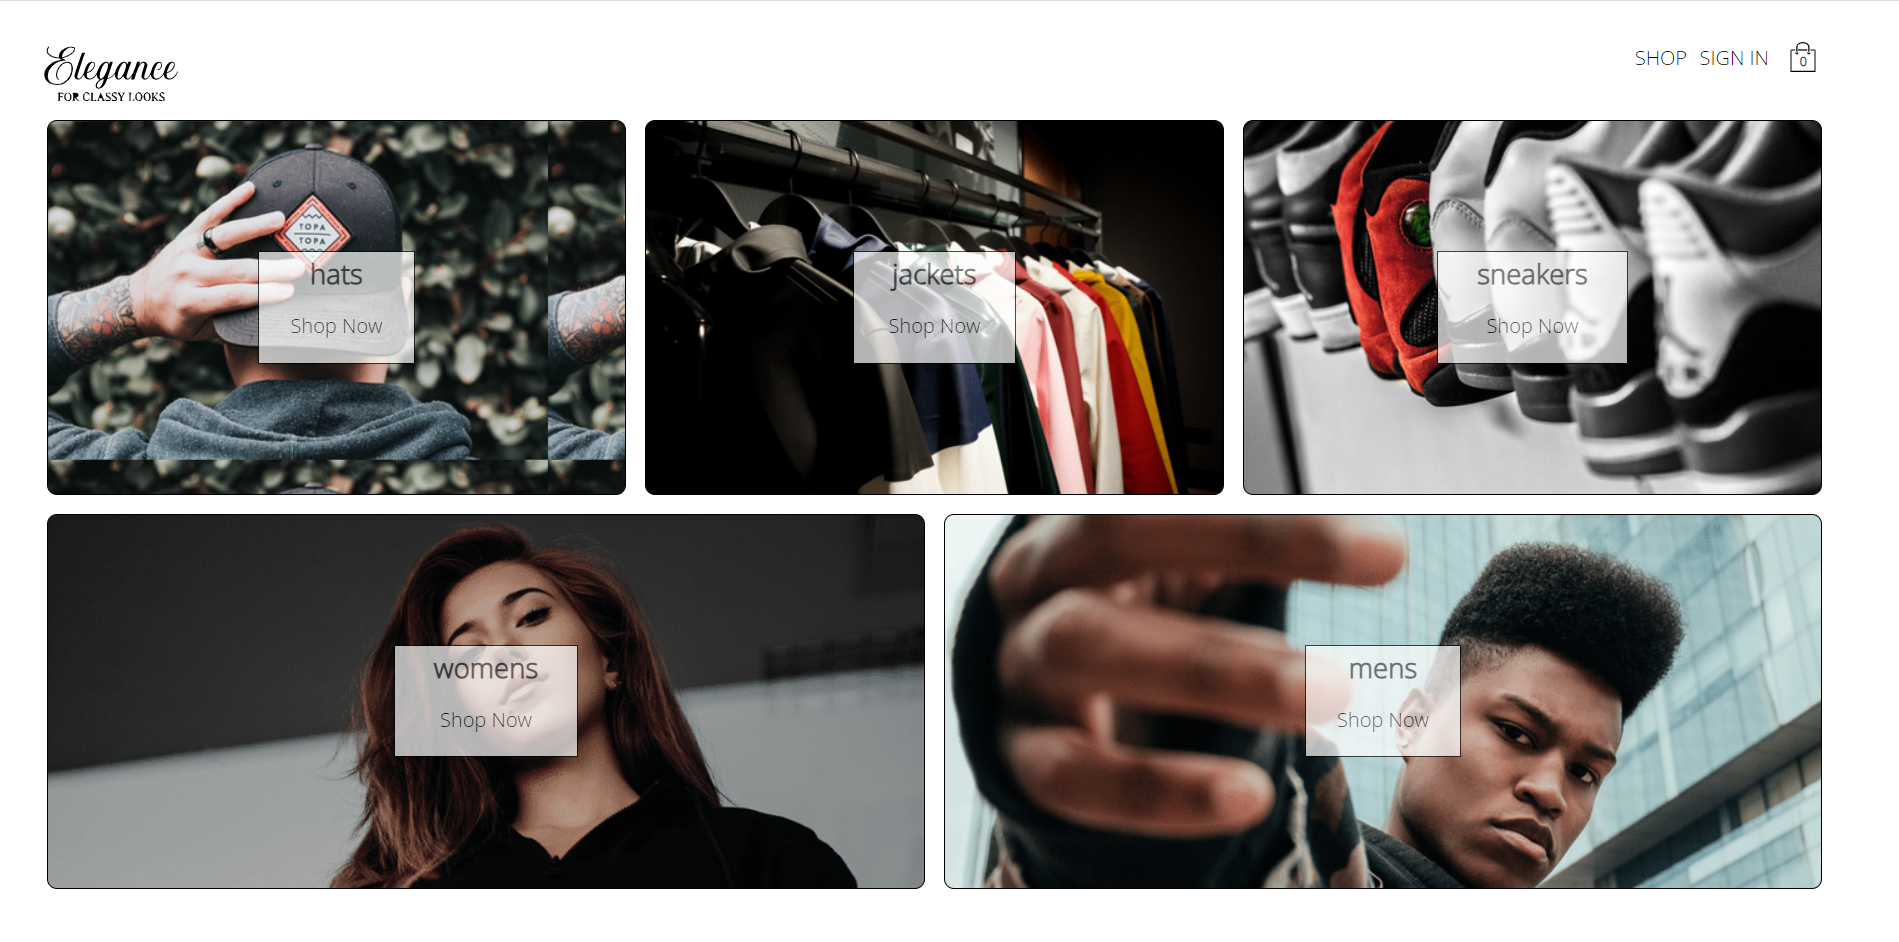 Elegance
FOR CLASSY LOOKS
SHOP SIGN IN
0
TOPA
TOPA
hats
Shop Now
jackets
Shop Now
sneakers
Shop Now
womens
Shop Now
mens
Shop Now